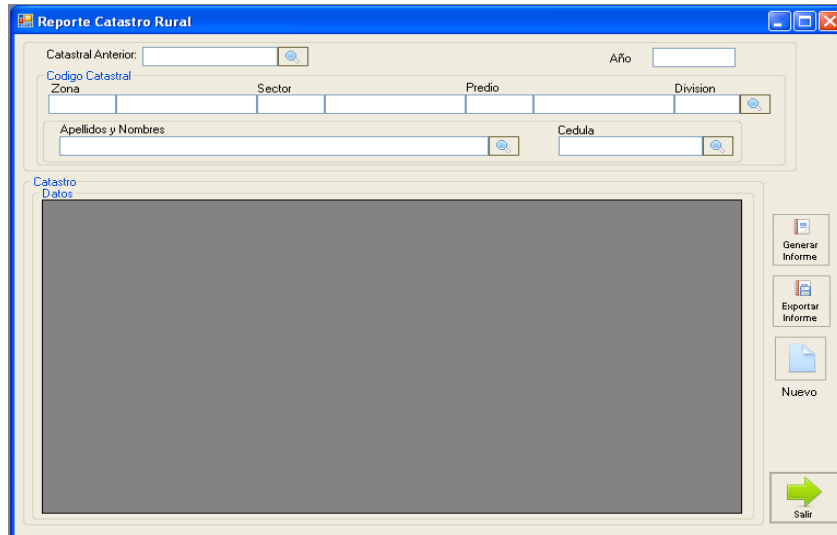 Reporte Catastro Rural
Catastral Anterior:
Año
Codigo Catastral
Zona Sector Predio Division
Apellidos y Nombres Cedula
Catastro
Datos
Generar
Informe
Exportar
Informe
Nuevo
Salir